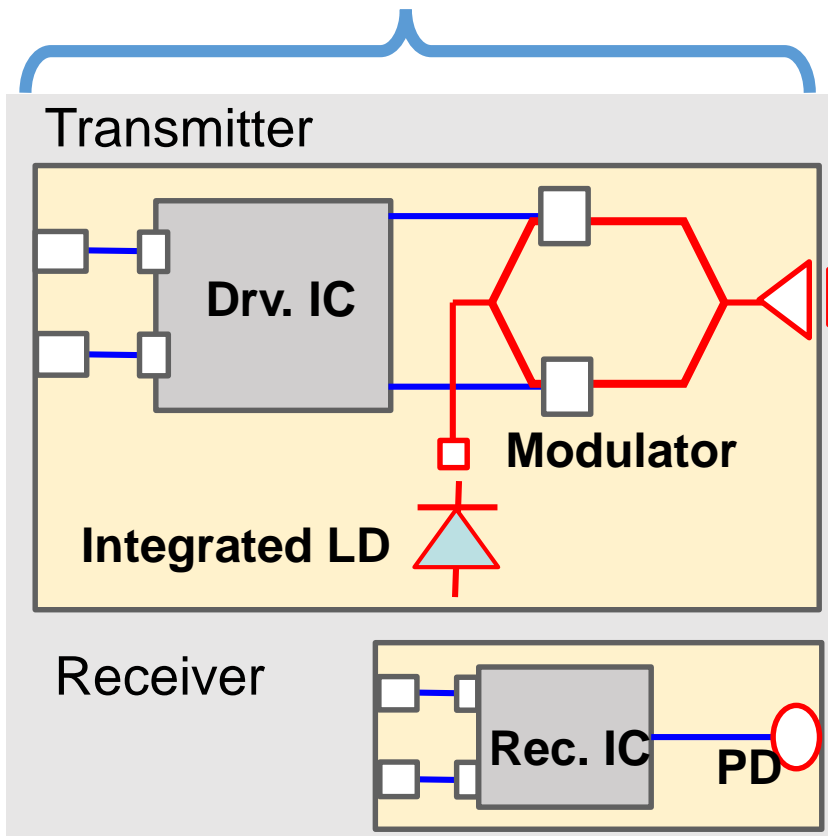 Transmitter
Drv. IC
Modulator
Integrated LD
Receiver
Rec. IC
PD